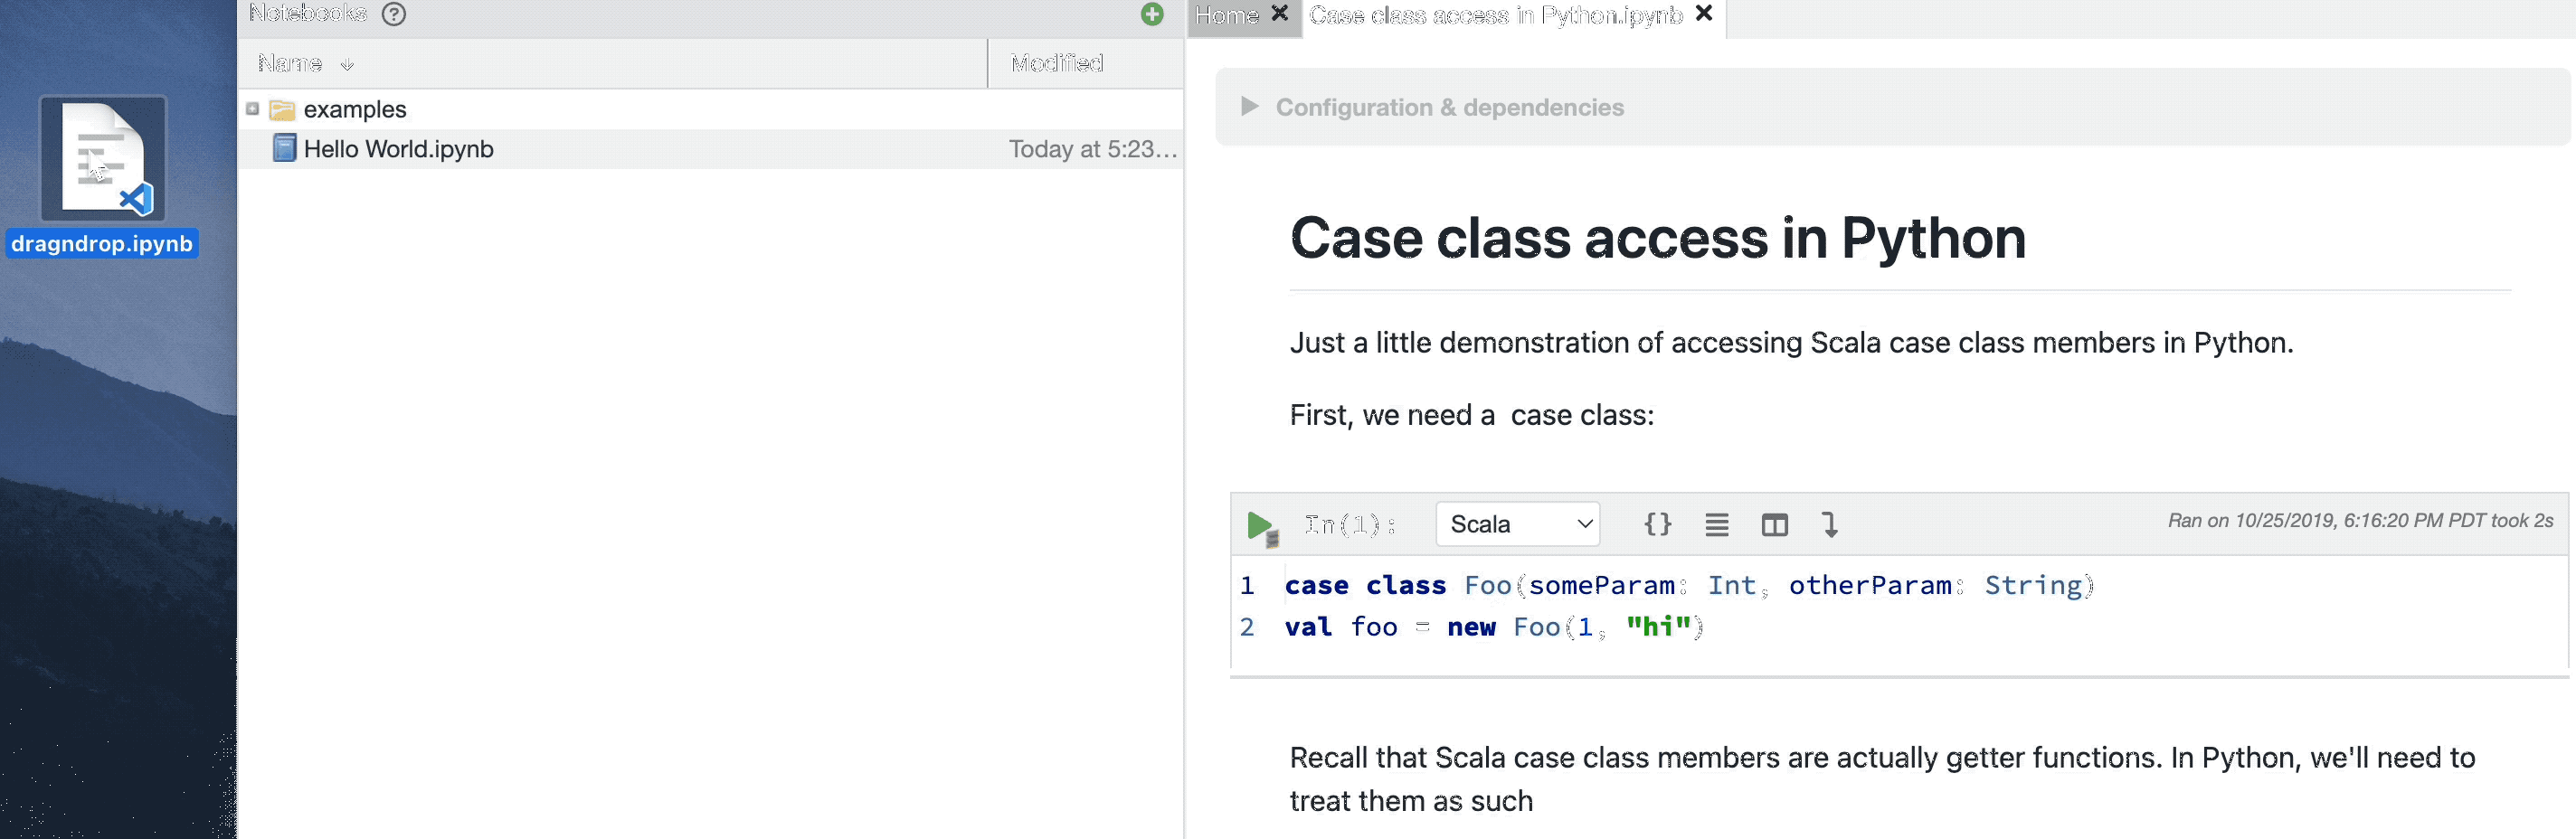 dragndrop.ipynb
Notebooks ?
Name Modified
examples
Hello World.ipynb Today at 5:23...
Home Case class access in Python.ipynb
Configuration & dependencies
Case class access in Python
Just a little demonstration of accessing Scala case class members in Python.
First, we need a case class:
In(1): Scala {} Ran on 10/25/2019, 6:16:20 PM PDT took 2s
1 case class Foo(someParam: Int, otherParam: String)
2 val foo = new Foo(1, "hi")
Recall that Scala case class members are actually getter functions. In Python, we'll need to
treat them as such